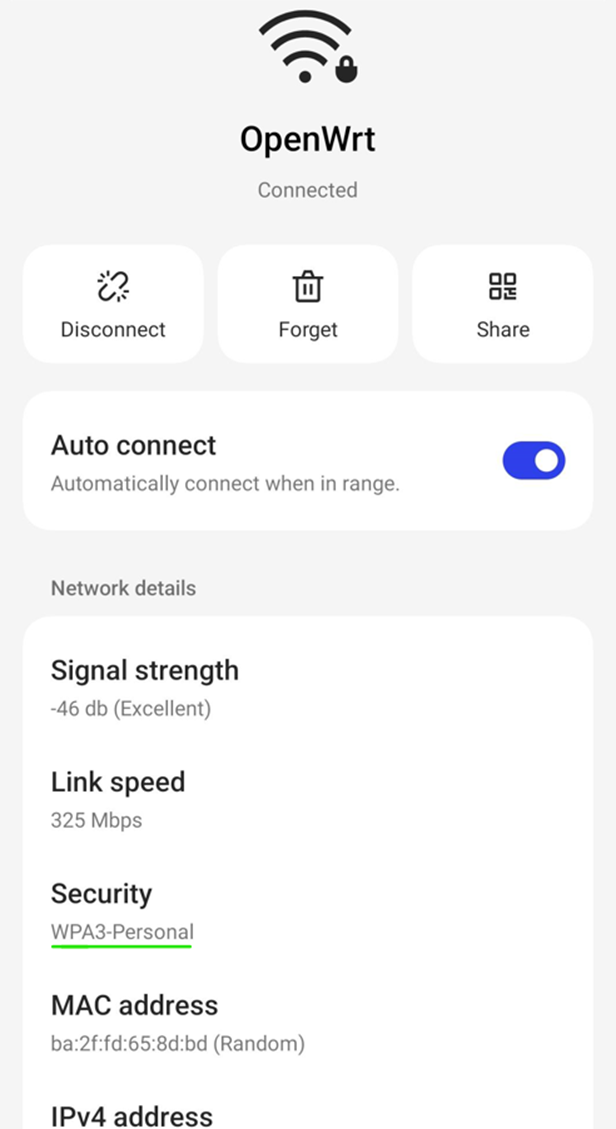 OpenWrt
Connected
Disconnect
Forget
Share
Auto connect
Automatically connect when in range.
Network details
Signal strength
-46 db (Excellent)
Link speed
325 Mbps
Security
WPA3-Personal
MAC address
ba:2f:fd:65:8d:bd (Random)
IPv4 address